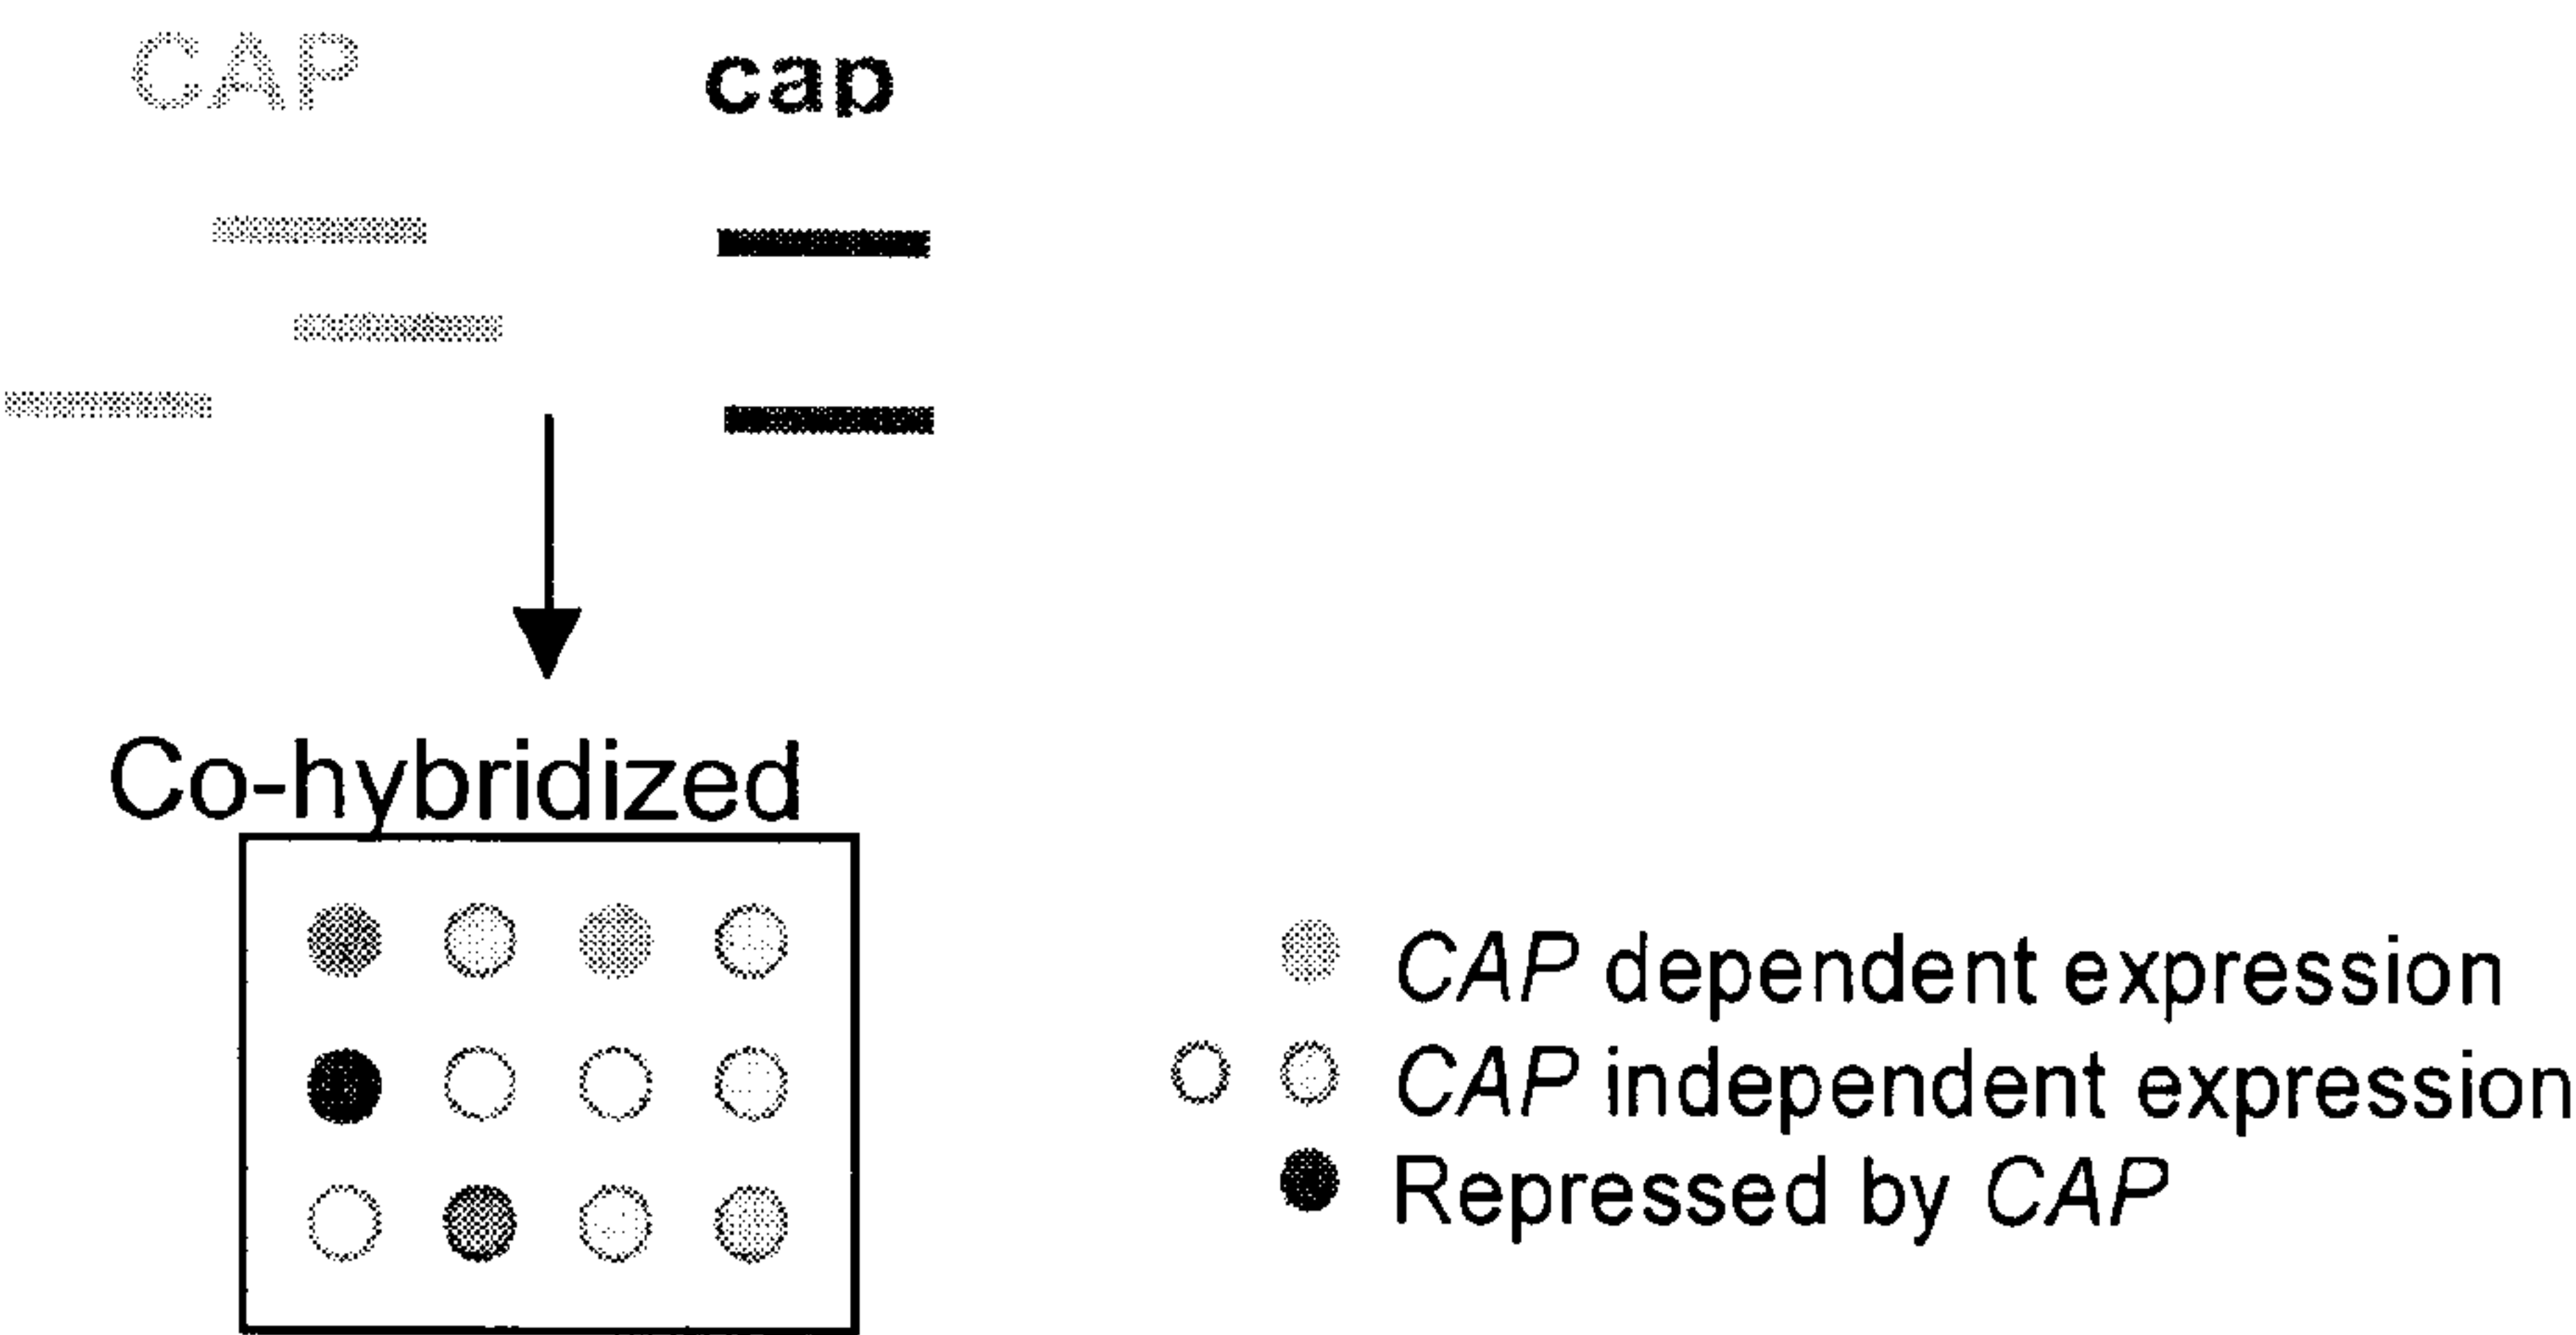 CAP cap
Co-hybridized
CAP dependent expression
CAP independent expression
Repressed by CAP